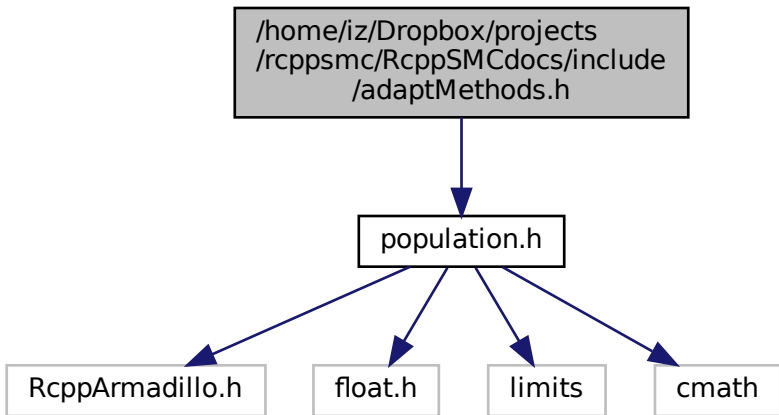 /home/iz/Dropbox/projects
/rcppsmc/RcppSMCdocs/include
/adaptMethods.h
population.h
RcppArmadillo.h
float.h
limits
cmath